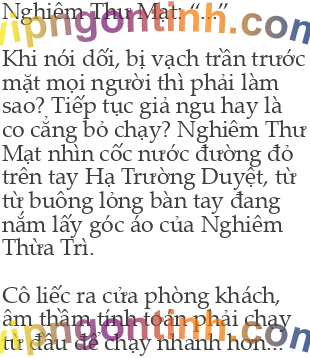 Nghiêm Thư Mạt: “...”
vipngontinh.com
Khi nói dối, bị vạch trần trước
mặt mọi người thì phải làm
sao? Tiếp tục giả ngu hay là
co cẳng bỏ chạy? Nghiêm Thư
Mạt nhìn cốc nước đường đỏ
trên tay Hạ Trường Duyệt, từ
từ buông lỏng bàn tay đang
nắm lấy góc áo của Nghiêm
Thừa Trì.
Cô liếc ra cửa phòng khách,
âm thầm tính toán phải chạy
vipngontinh.com
từ đâu để chạy nhanh hơn...